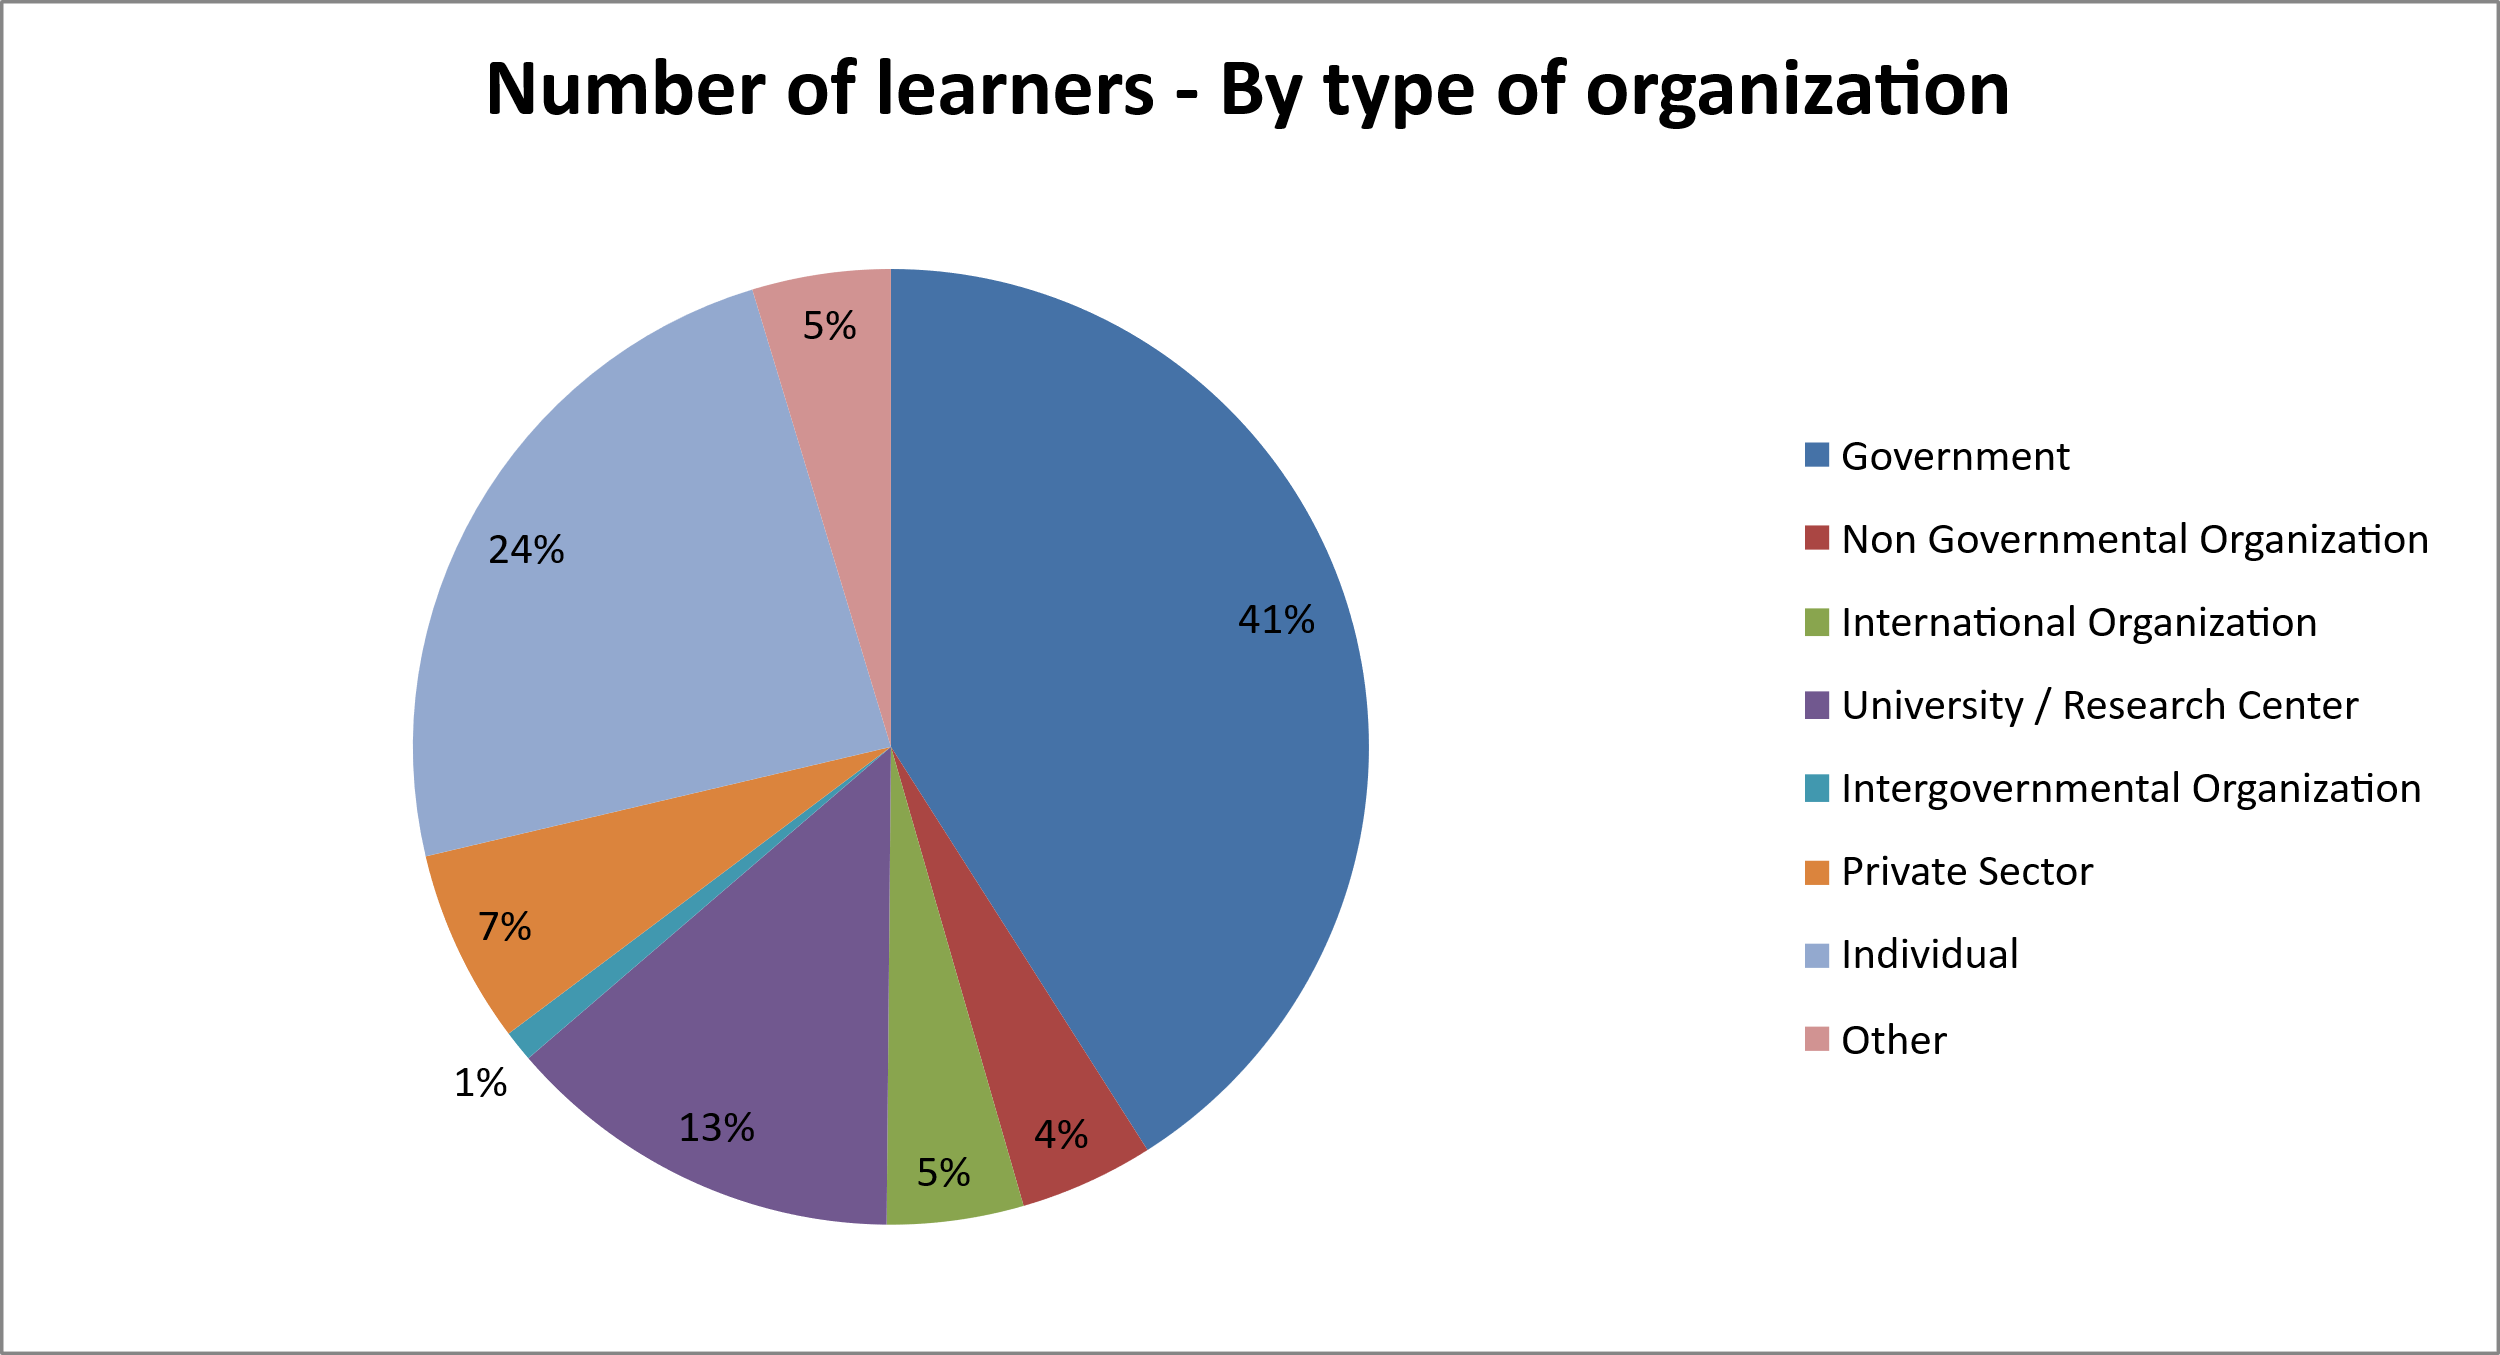 Number of learners - By type of organization
5%
24%
41%
7%
1%
13%
5%
4%
Government
Non Governmental Organization
International Organization
University / Research Center
Intergovernmental Organization
Private Sector
Individual
Other